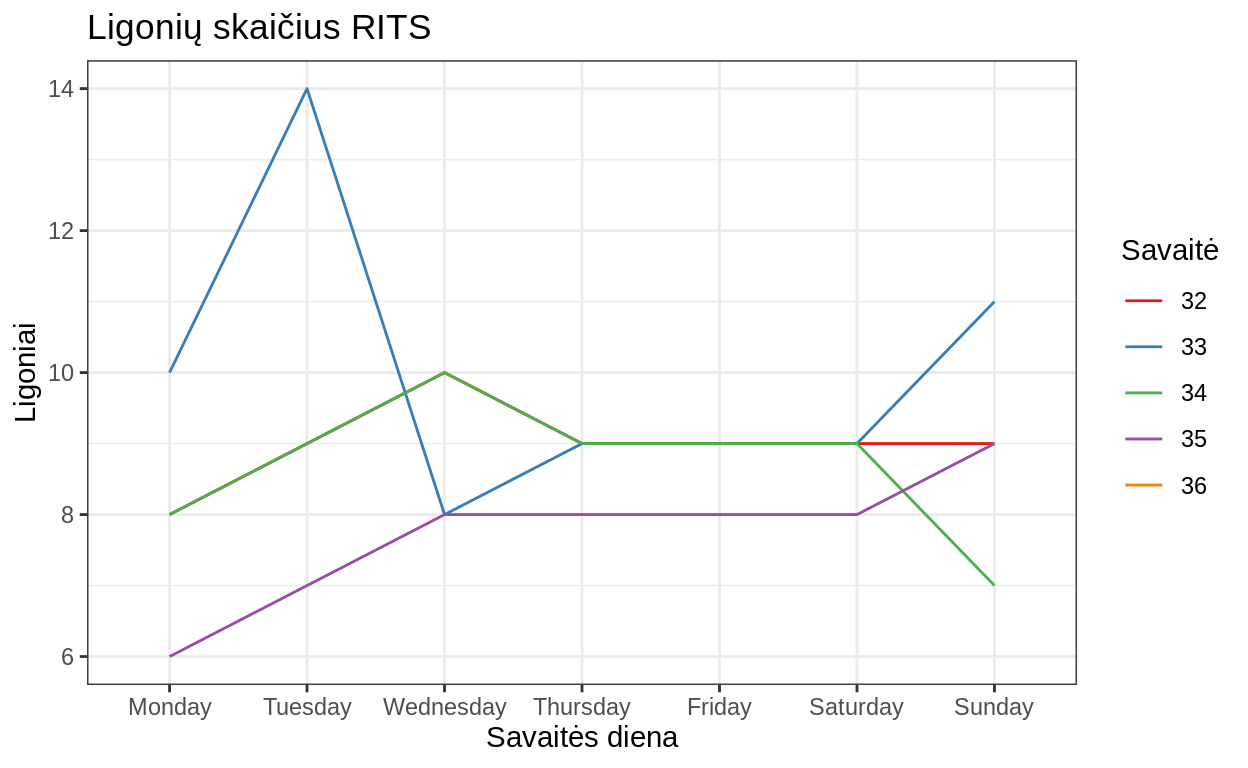 Ligonių skaičius RITS
14
12
10
8
6
Ligoniai
Monday Tuesday Wednesday Thursday Friday Saturday Sunday
Savaitės diena
Savaitė
32
33
34
35
36